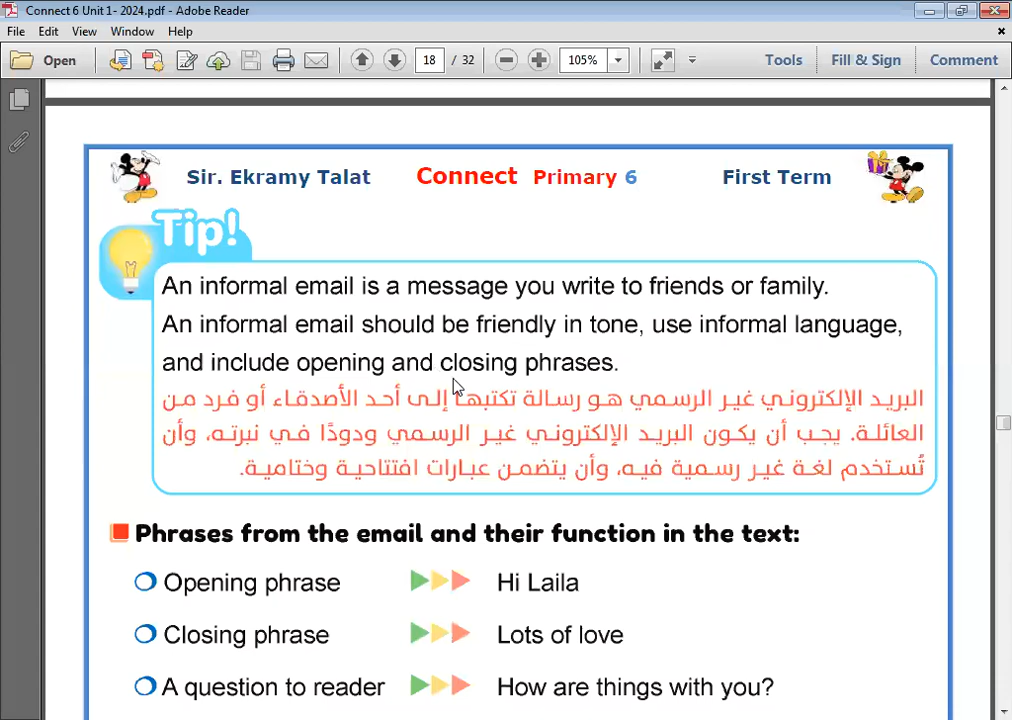 Connect 6 Unit 1- 2024.pdf - Adobe Reader
File Edit View Window Help
Open 18 / 32 105% Tools Fill & Sign Comment
Sir. Ekramy Talat Connect Primary 6 First Term
Tip!
An informal email is a message you write to friends or family.
An informal email should be friendly in tone, use informal language,
and include opening and closing phrases.
البريد الإلكتروني غير الرسمي هو رسالة تكتبها إلى أحد الأصدقاء أو فرد من
العائلة. يجب أن يكون البريد الإلكتروني غير الرسمي ودودًا في نبرته، وأن
تُستخدم لغة غير رسمية فيه، وأن يتضمن عبارات افتتاحية وختامية.
Phrases from the email and their function in the text:
Opening phrase Hi Laila
Closing phrase Lots of love
A question to reader How are things with you?